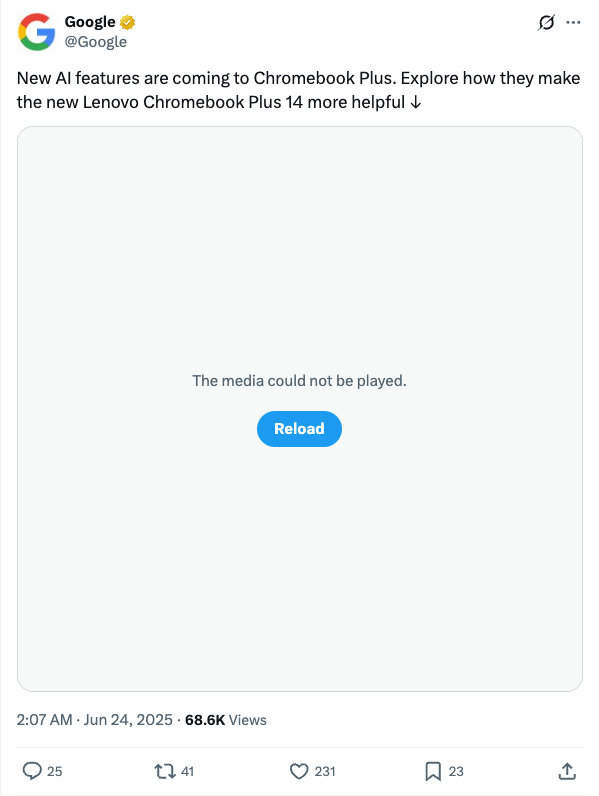 Google
@Google
New AI features are coming to Chromebook Plus. Explore how they make
the new Lenovo Chromebook Plus 14 more helpful ↓
The media could not be played.
Reload
2:07 AM · Jun 24, 2025 · 68.6K Views
25 41 231 23